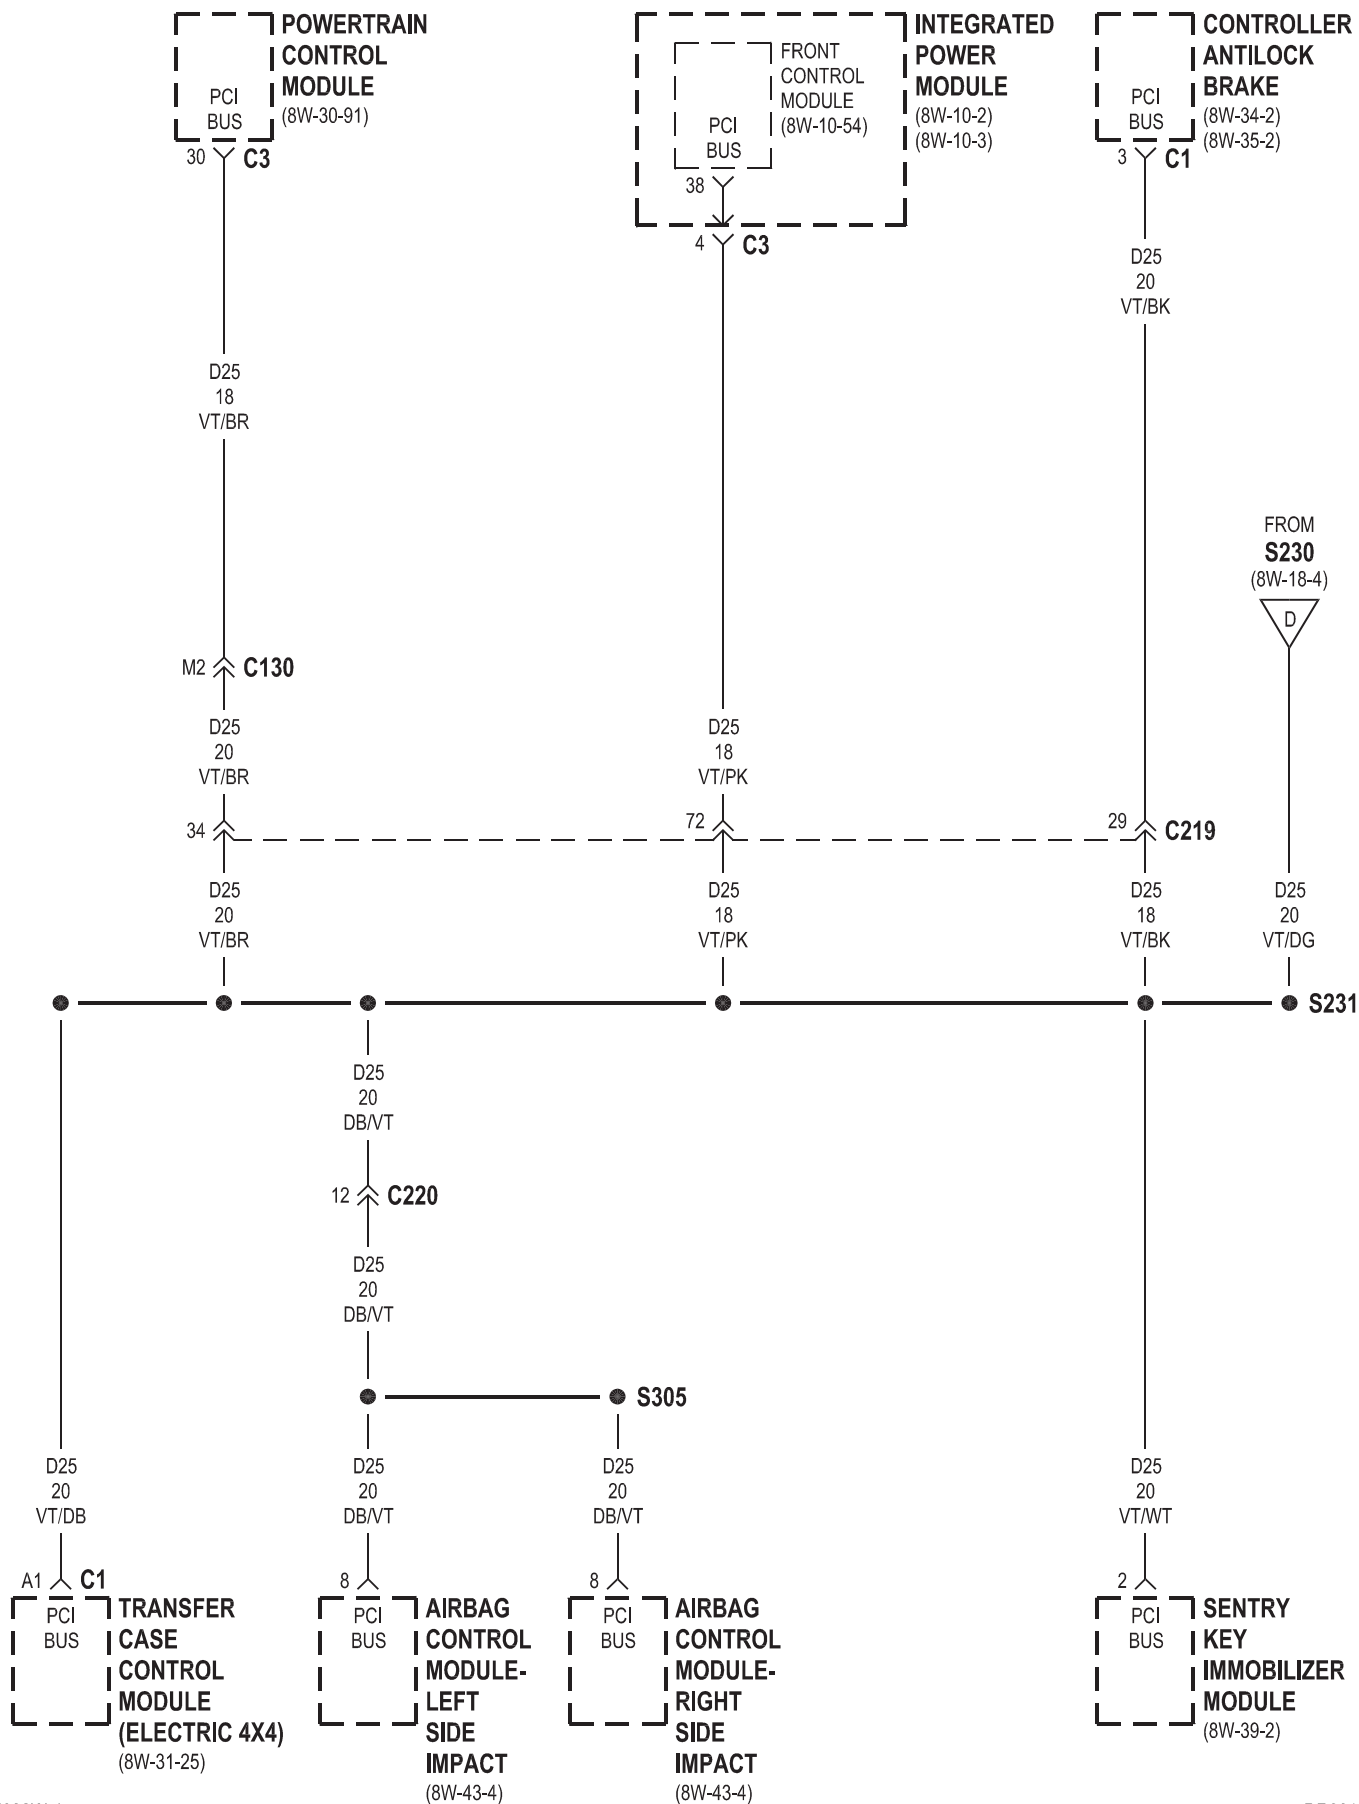 POWERTRAIN
CONTROL
MODULE
(8W-30-91)
PCI
BUS
30
C3
INTEGRATED
POWER
MODULE
(8W-10-2)
(8W-10-3)
FRONT
CONTROL
MODULE
(8W-10-54)
PCI
BUS
38
4
C3
CONTROLLER
ANTILOCK
BRAKE
(8W-34-2)
(8W-35-2)
PCI
BUS
3
C1
D25
20
VT/BK
D25
18
VT/BR
FROM
S230
(8W-18-4)
D
M2
C130
D25
20
VT/BR
D25
18
VT/PK
34
72
29
C219
D25
20
VT/BR
D25
18
VT/PK
D25
18
VT/BK
D25
20
VT/DG
S231
D25
20
DB/VT
12
C220
D25
20
DB/VT
S305
D25
20
VT/DB
D25
20
DB/VT
D25
20
DB/VT
D25
20
VT/WT
A1
C1
PCI
BUS
TRANSFER
CASE
CONTROL
MODULE
(ELECTRIC 4X4)
(8W-31-25)
8
PCI
BUS
AIRBAG
CONTROL
MODULE-
LEFT
SIDE
IMPACT
(8W-43-4)
8
PCI
BUS
AIRBAG
CONTROL
MODULE-
RIGHT
SIDE
IMPACT
(8W-43-4)
2
PCI
BUS
SENTRY
KEY
IMMOBILIZER
MODULE
(8W-39-2)